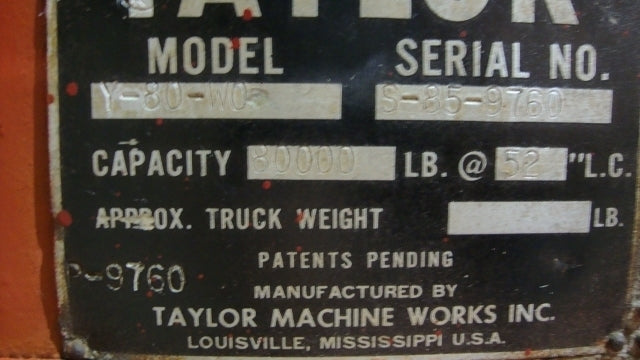 TAYLOR
MODEL SERIAL NO.
Y-80-WO S-85-9760
CAPACITY 80000 LB. @ 52 "L.C.
APPROX. TRUCK WEIGHT LB.
PATENTS PENDING
P-9760
MANUFACTURED BY
TAYLOR MACHINE WORKS INC.
LOUISVILLE, MISSISSIPPI U.S.A.